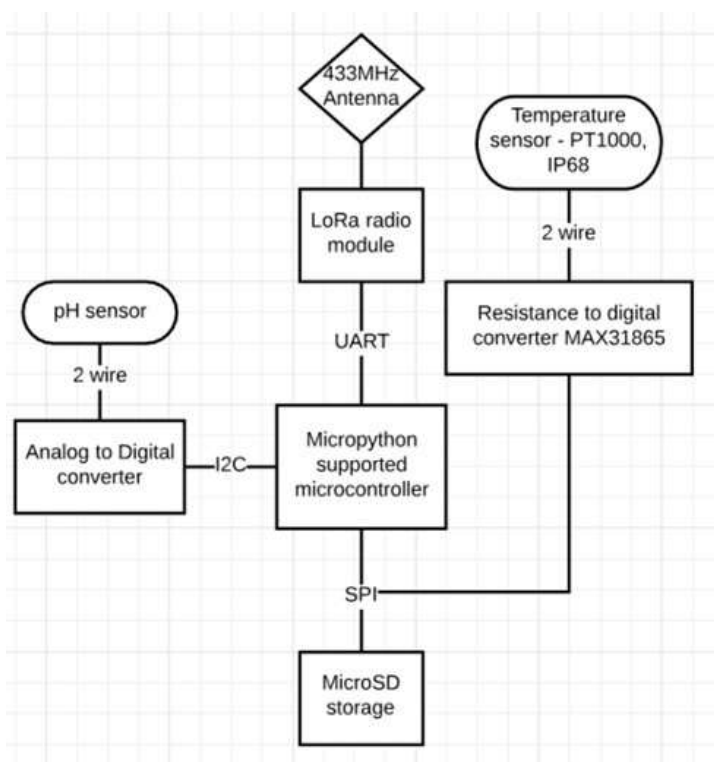 433MHz
Antenna
Temperature
sensor - PT1000,
IP68
LoRa radio
module
2 wire
pH sensor
Resistance to digital
converter MAX31865
UART
2 wire
Analog to Digital
converter
I2C
Micropython
supported
microcontroller
SPI
MicroSD
storage